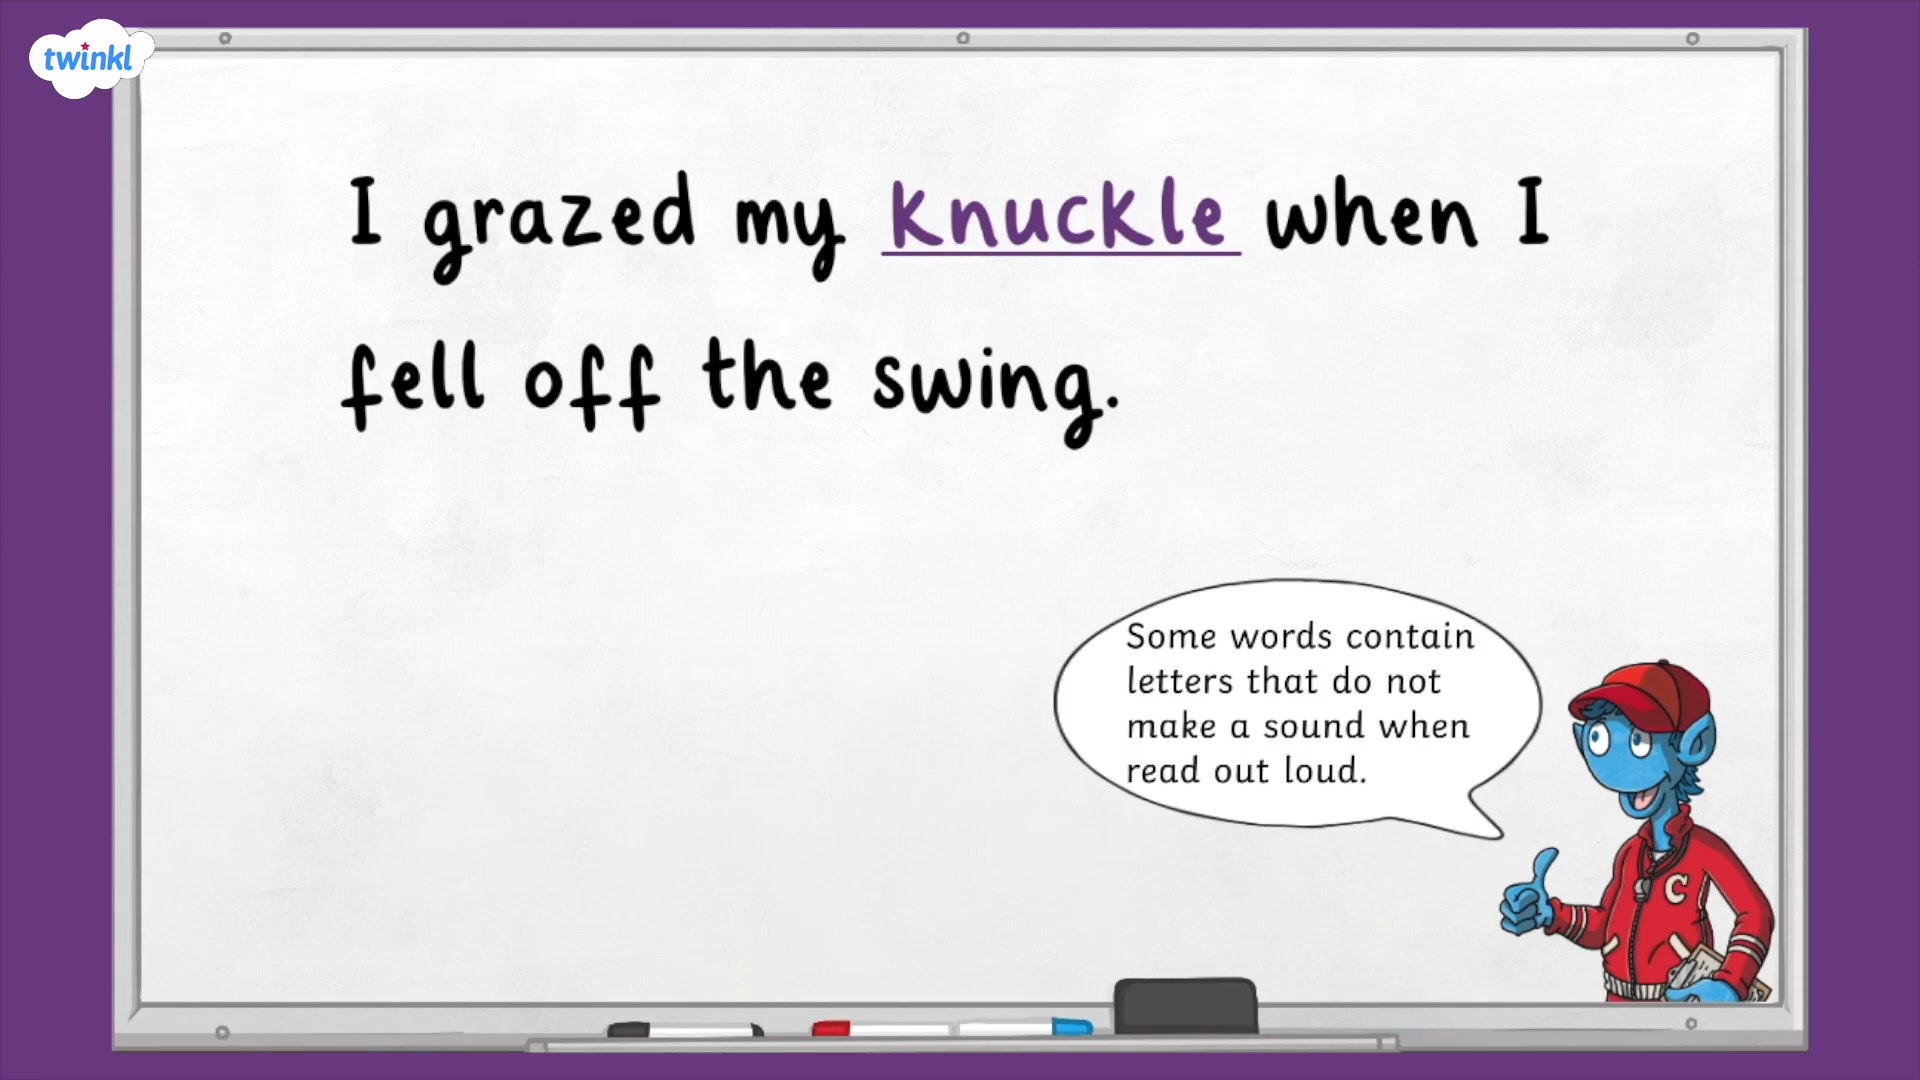 twinkl
I grazed my knuckle when I
fell off the swing.
Some words contain
letters that do not
make a sound when
read out loud.
C